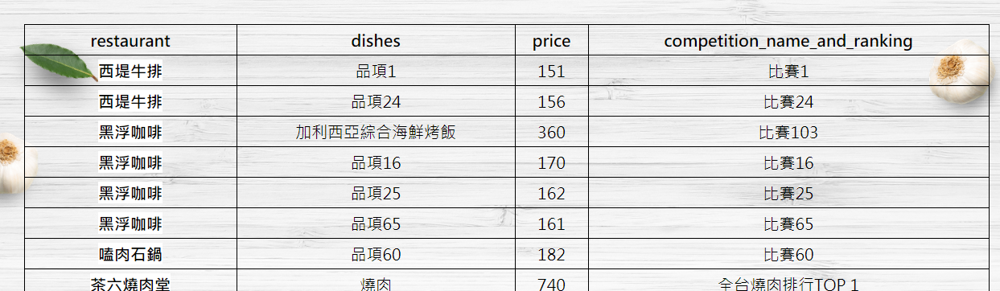 restaurant dishes price competition_name_and_ranking
西堤牛排 品項1 151 比賽1
西堤牛排 品項24 156 比賽24
黑浮咖啡 加利西亞綜合海鮮烤飯 360 比賽103
黑浮咖啡 品項16 170 比賽16
黑浮咖啡 品項25 162 比賽25
黑浮咖啡 品項65 161 比賽65
嗑肉石鍋 品項60 182 比賽60
茶六燒肉堂 燒肉 740 全台燒肉排行TOP 1